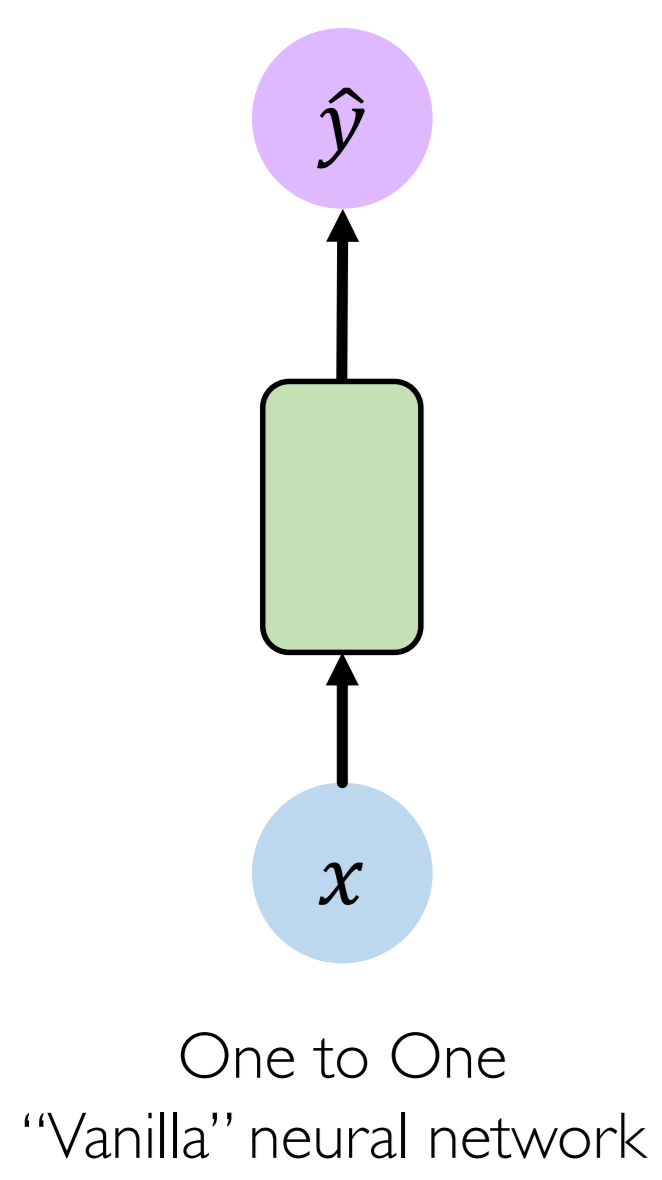 ŷ
x
One to One
“Vanilla” neural network